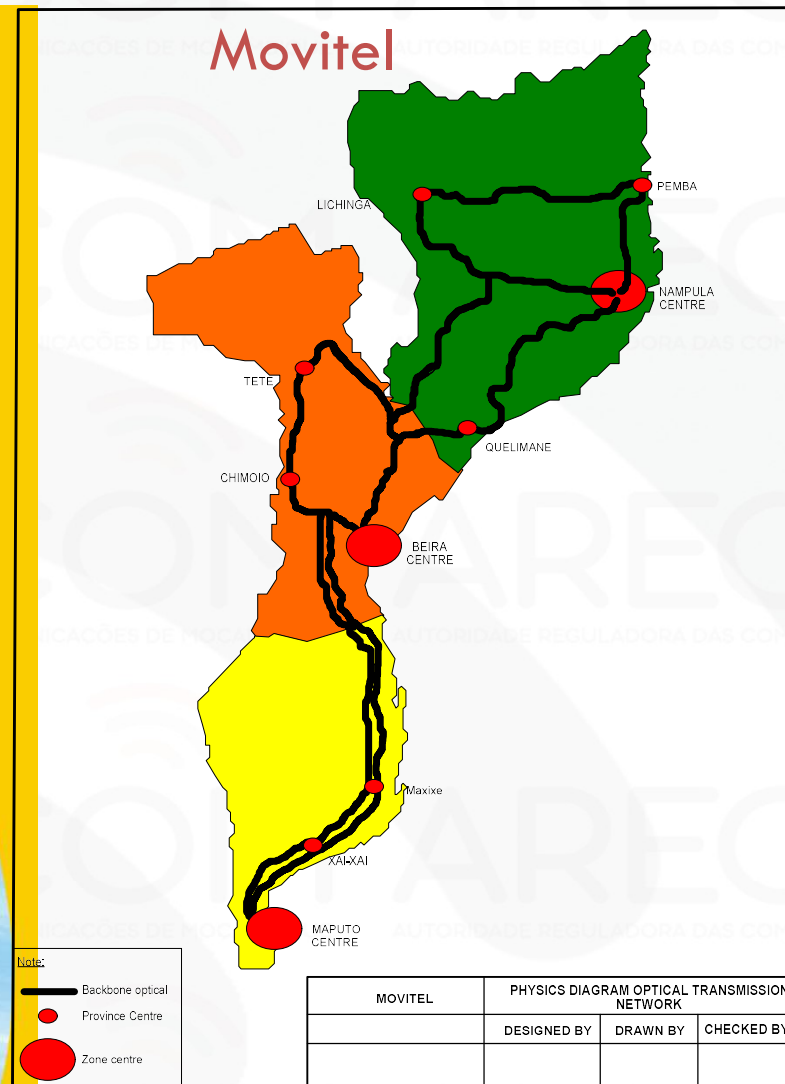 Movitel
PEMBA
LICHINGA
NAMPULA
CENTRE
TETE
QUELIMANE
CHIMOIO
BEIRA
CENTRE
Maxixe
XAI-XAI
MAPUTO
CENTRE
Note:
Backbone optical
Province Centre
Zone centre
MOVITEL
PHYSICS DIAGRAM OPTICAL TRANSMISSION
NETWORK
DESIGNED BY
DRAWN BY
CHECKED BY